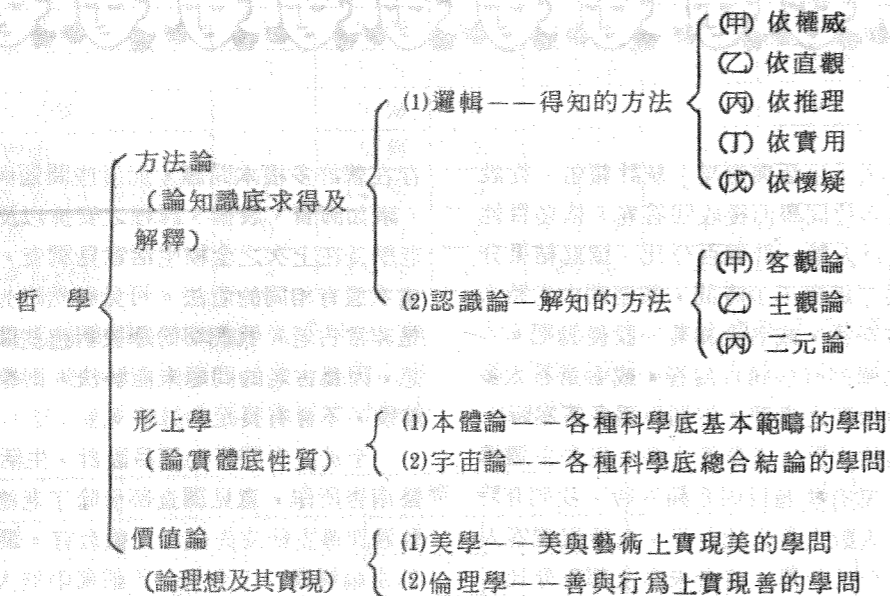 哲學
方法論
（論知識底求得及
解釋）
(1)邏輯——得知的方法
(甲) 依權威
(乙) 依直觀
(丙) 依推理
(丁) 依實用
(戊) 依懷疑
(2)認識論—解知的方法
(甲) 客觀論
(乙) 主觀論
(丙) 二元論
形上學
（論實體底性質）
(1)本體論——各種科學底基本範疇的學問
(2)宇宙論——各種科學底總合結論的學問
價值論
(論理想及其實現)
(1)美學——美與藝術上實現美的學問
(2)倫理學——善與行爲上實現善的學問